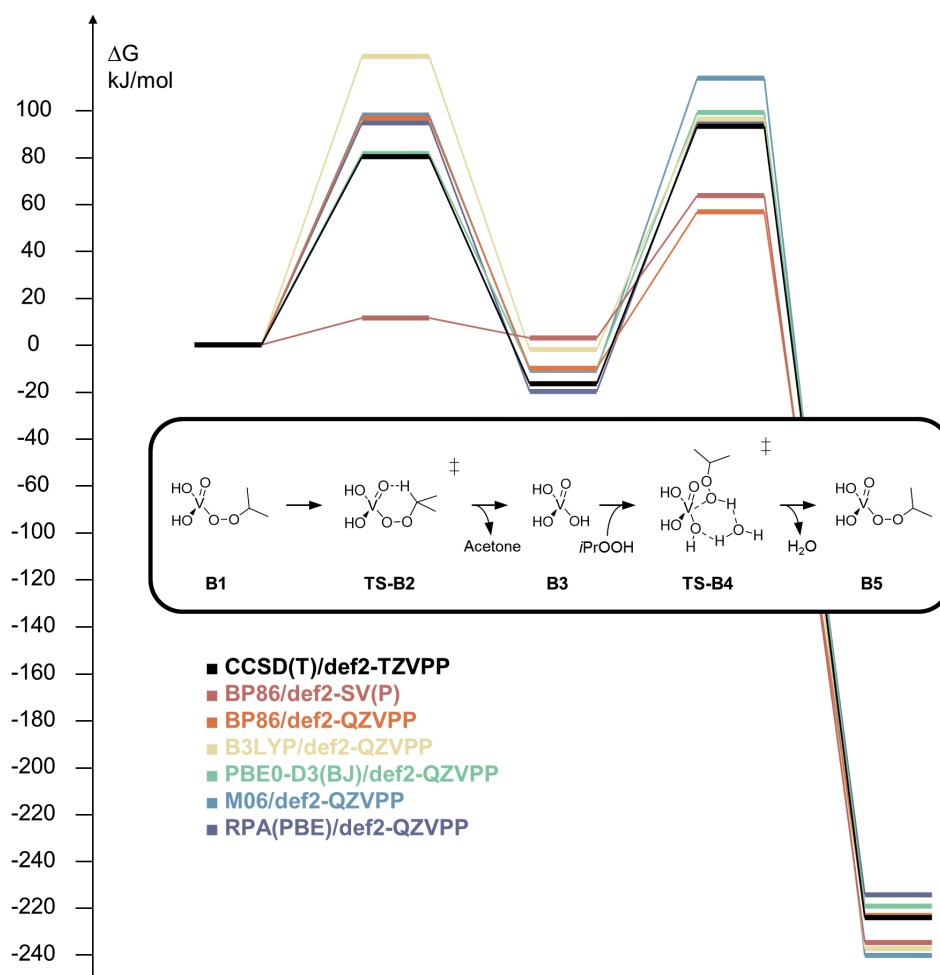 ΔG
kJ/mol
100
80
60
40
20
0
-20
-40
-60
-80
-100
-120
-140
-160
-180
-200
-220
-240
-220
-240
O
HO
V
HO
O O
B1
‡
HO
O H
V
HO
O O
TS-B2
Acetone
O
HO
V
HO
OH
B3
iPrOOH
‡
O
HO O
V O H
HO
O H O H
H
TS-B4
H2O
O
HO
V
HO
O O
B5
CCSD(T)/def2-TZVPP
BP86/def2-SV(P)
BP86/def2-QZVPP
B3LYP/def2-QZVPP
PBE0-D3(BJ)/def2-QZVPP
M06/def2-QZVPP
RPA(PBE)/def2-QZVPP